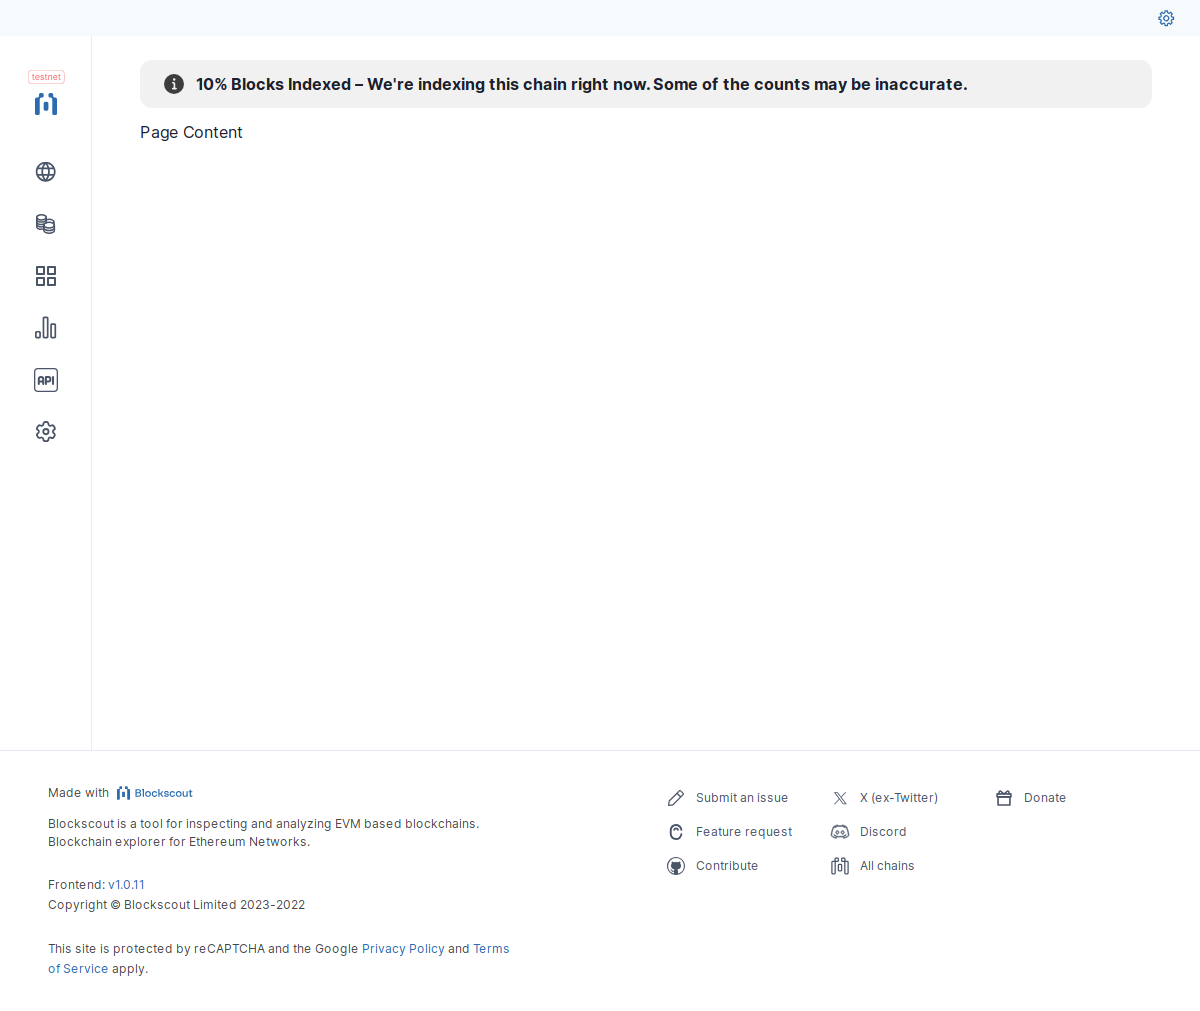 testnet
10% Blocks Indexed – We're indexing this chain right now. Some of the counts may be inaccurate.
Page Content
API
Made with Blockscout
Blockscout is a tool for inspecting and analyzing EVM based blockchains.
Blockchain explorer for Ethereum Networks.
Frontend: v1.0.11
Copyright © Blockscout Limited 2023-2022
This site is protected by reCAPTCHA and the Google Privacy Policy and Terms
of Service apply.
Submit an issue
Feature request
Contribute
X (ex-Twitter)
Discord
All chains
Donate